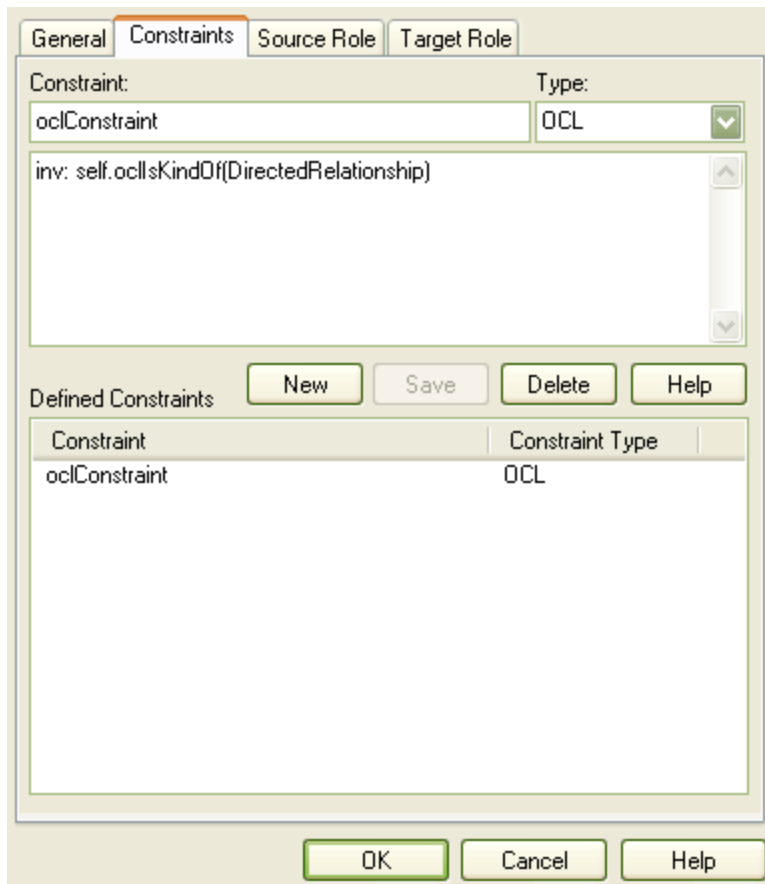 General Constraints Source Role Target Role
Constraint: Type:
oclConstraint OCL
inv: self.oclIsKindOf(DirectedRelationship)
Defined Constraints New Save Delete Help
Constraint Constraint Type
oclConstraint OCL
OK Cancel Help